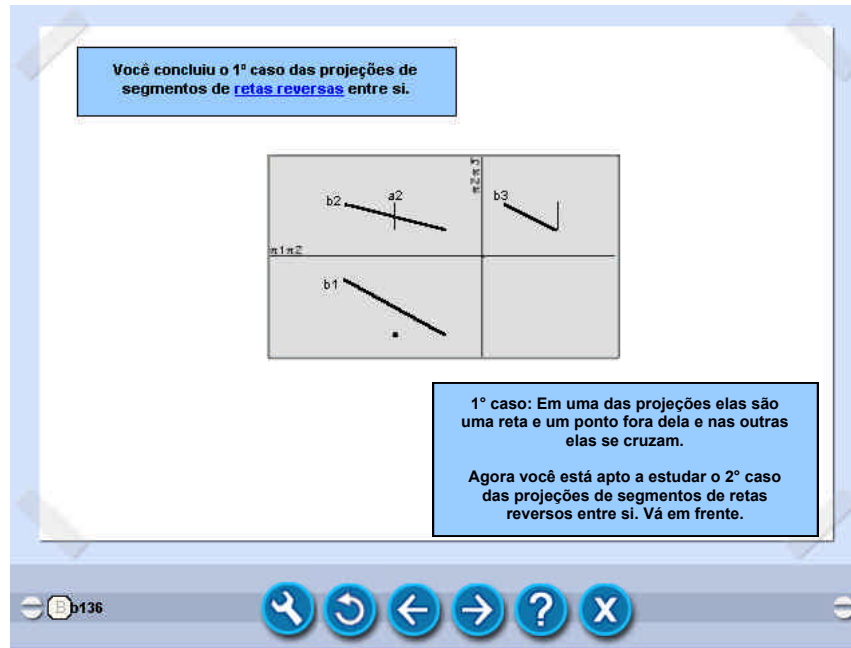 Você concluiu o 1º caso das projeções de
segmentos de retas reversas entre si.
π2π3
b2
a2
b3
π1π2
b1
1° caso: Em uma das projeções elas são
uma reta e um ponto fora dela e nas outras
elas se cruzam.
Agora você está apto a estudar o 2° caso
das projeções de segmentos de retas
reversos entre si. Vá em frente.
B b136
?
X